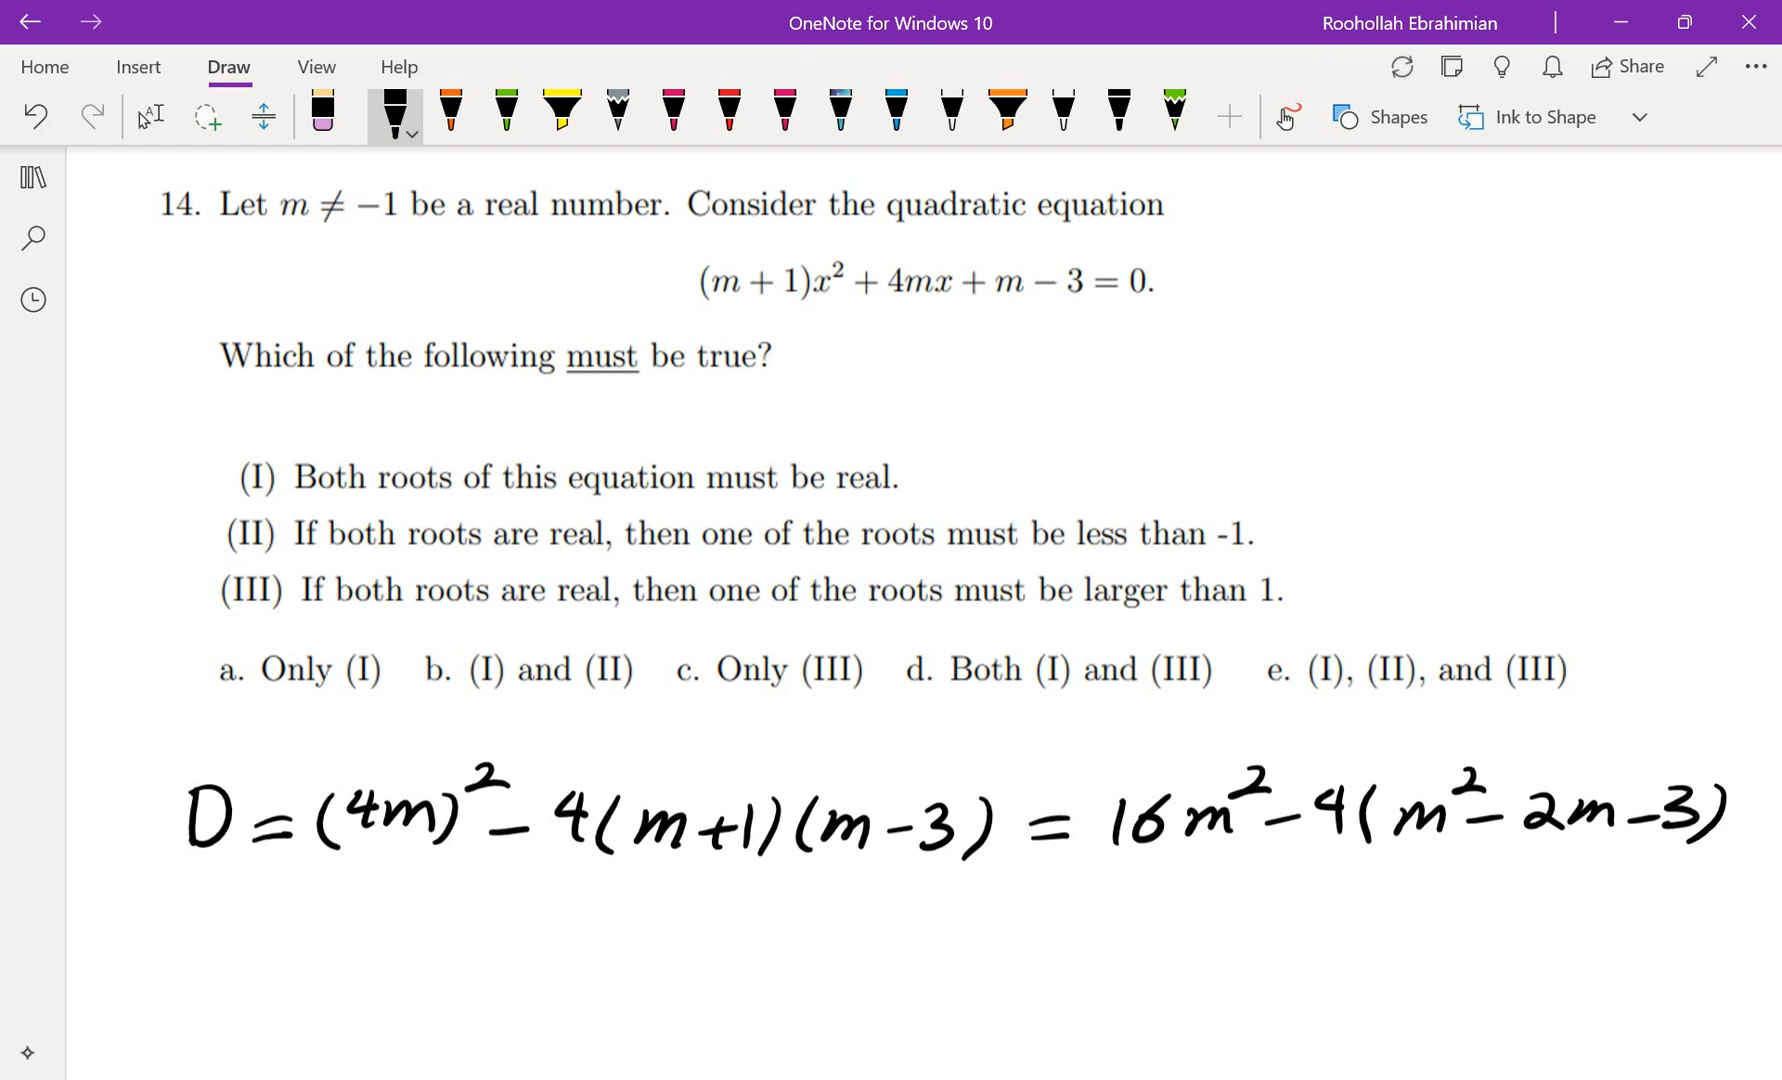 OneNote for Windows 10
Roohollah Ebrahimian
Home Insert Draw View Help
Share
Shapes
Ink to Shape
14. Let m ≠ −1 be a real number. Consider the quadratic equation
(m + 1)x² + 4mx + m − 3 = 0.
Which of the following must be true?
(I) Both roots of this equation must be real.
(II) If both roots are real, then one of the roots must be less than -1.
(III) If both roots are real, then one of the roots must be larger than 1.
a. Only (I) b. (I) and (II) c. Only (III) d. Both (I) and (III) e. (I), (II), and (III)
D = (4m)² − 4(m+1)(m−3) = 16m² − 4(m² − 2m − 3)